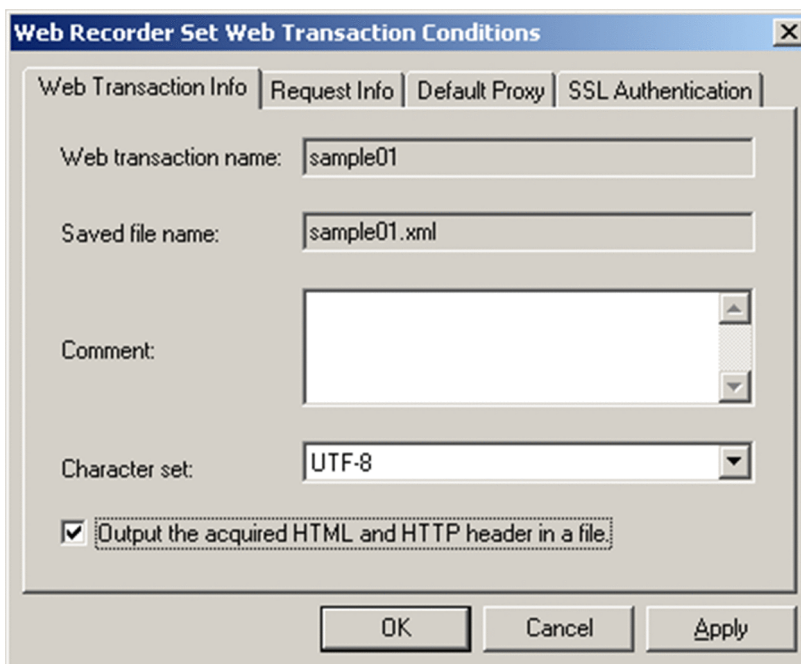 Web Recorder Set Web Transaction Conditions
Web Transaction Info Request Info Default Proxy SSL Authentication
Web transaction name: sample01
Saved file name: sample01.xml
Comment:
Character set: UTF-8
Output the acquired HTML and HTTP header in a file.
OK Cancel Apply